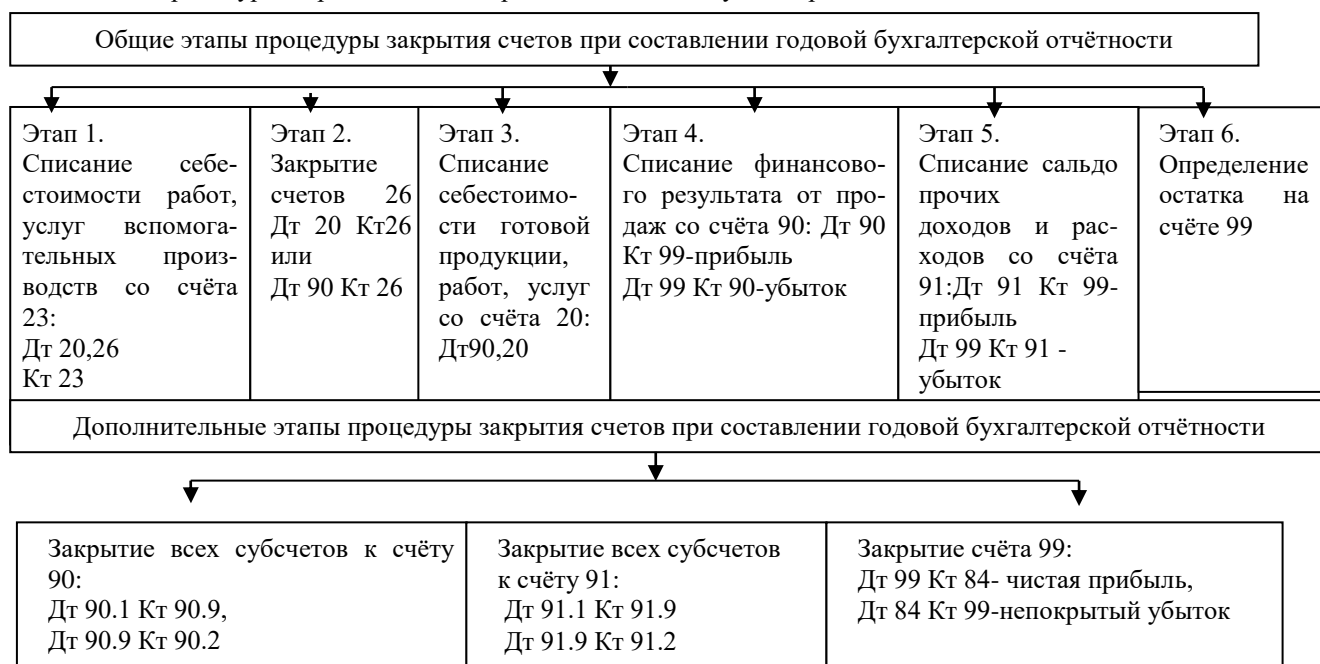 Общие этапы процедуры закрытия счетов при составлении годовой бухгалтерской отчётности
Этап 1.
Списание себе-
стоимости работ,
услуг вспомога-
тельных произ-
водств со счёта
23:
Дт 20,26
Кт 23
Этап 2.
Закрытие
счетов 26
Дт 20 Кт26
или
Дт 90 Кт 26
Этап 3.
Списание
себестоимо-
сти готовой
продукции,
работ, услуг
со счёта 20:
Дт90,20
Этап 4.
Списание финансово-
го результата от про-
даж со счёта 90: Дт 90
Кт 99-прибыль
Дт 99 Кт 90-убыток
Этап 5.
Списание сальдо
прочих
доходов и рас-
ходов со счёта
91:Дт 91 Кт 99-
прибыль
Дт 99 Кт 91 -
убыток
Этап 6.
Определение
остатка на
счёте 99
Дополнительные этапы процедуры закрытия счетов при составлении годовой бухгалтерской отчётности
Закрытие всех субсчетов к счёту
90:
Дт 90.1 Кт 90.9,
Дт 90.9 Кт 90.2
Закрытие всех субсчетов
к счёту 91:
Дт 91.1 Кт 91.9
Дт 91.9 Кт 91.2
Закрытие счёта 99:
Дт 99 Кт 84- чистая прибыль,
Дт 84 Кт 99-непокрытый убыток